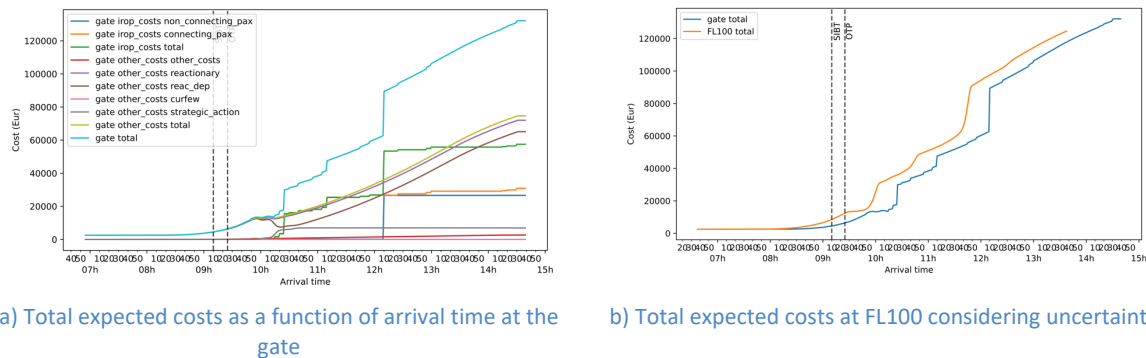 gate irop_costs non_connecting_pax
gate irop_costs connecting_pax
gate irop_costs total
gate other_costs other_costs
gate other_costs reactionary
gate other_costs reac_dep
gate other_costs curfew
gate other_costs strategic_action
gate other_costs total
gate total
Cost (Eur)
120000
100000
80000
60000
40000
20000
0
07h 08h 09h 10h 11h 12h 13h 14h 15h
Arrival time
gate total
FL100 total
SIBT
OTP
Cost (Eur)
120000
100000
80000
60000
40000
20000
0
07h 08h 09h 10h 11h 12h 13h 14h 15h
Arrival time
a) Total expected costs as a function of arrival time at the
gate
b) Total expected costs at FL100 considering uncertaint